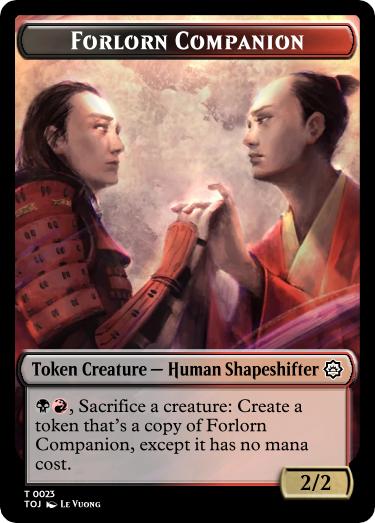 Forlorn Companion
Token Creature — Human Shapeshifter
, Sacrifice a creature: Create a
token that's a copy of Forlorn
Companion, except it has no mana
cost.
2/2
T 0023
TOJ Le Vuong